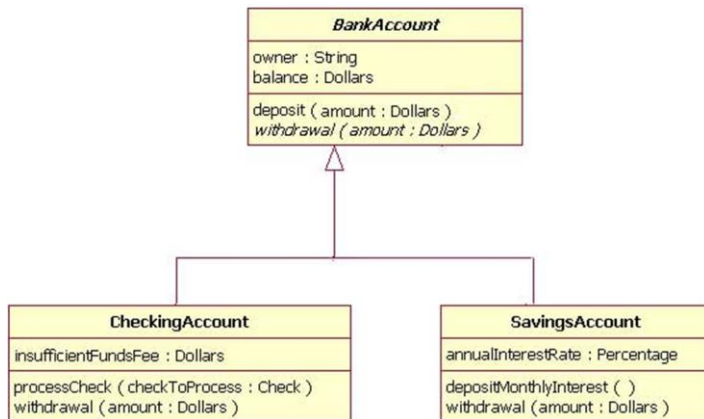 BankAccount
owner : String
balance : Dollars
deposit ( amount : Dollars )
withdrawal ( amount : Dollars )
CheckingAccount
insufficientFundsFee : Dollars
processCheck ( checkToProcess : Check )
withdrawal ( amount : Dollars )
SavingsAccount
annualInterestRate : Percentage
depositMonthlyInterest ( )
withdrawal ( amount : Dollars )